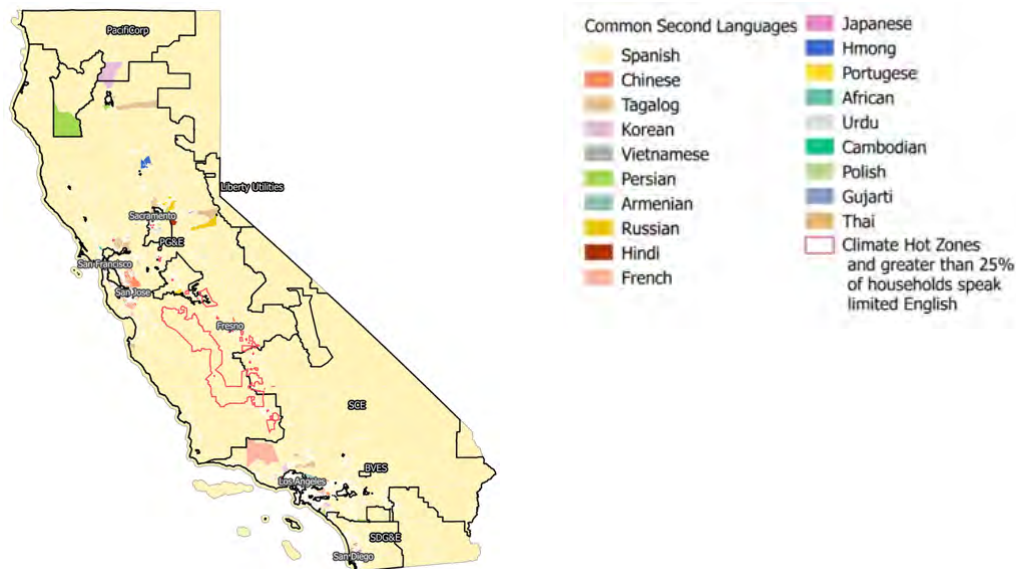 PacifiCorp
Liberty Utilities
Sacramento
PG&E
San Francisco
San Jose
Fresno
SCE
BVES
Los Angeles
SDG&E
San Diego
Common Second Languages
Spanish
Chinese
Tagalog
Korean
Vietnamese
Persian
Armenian
Russian
Hindi
French
Japanese
Hmong
Portugese
African
Urdu
Cambodian
Polish
Gujarti
Thai
Climate Hot Zones
and greater than 25%
of households speak
limited English